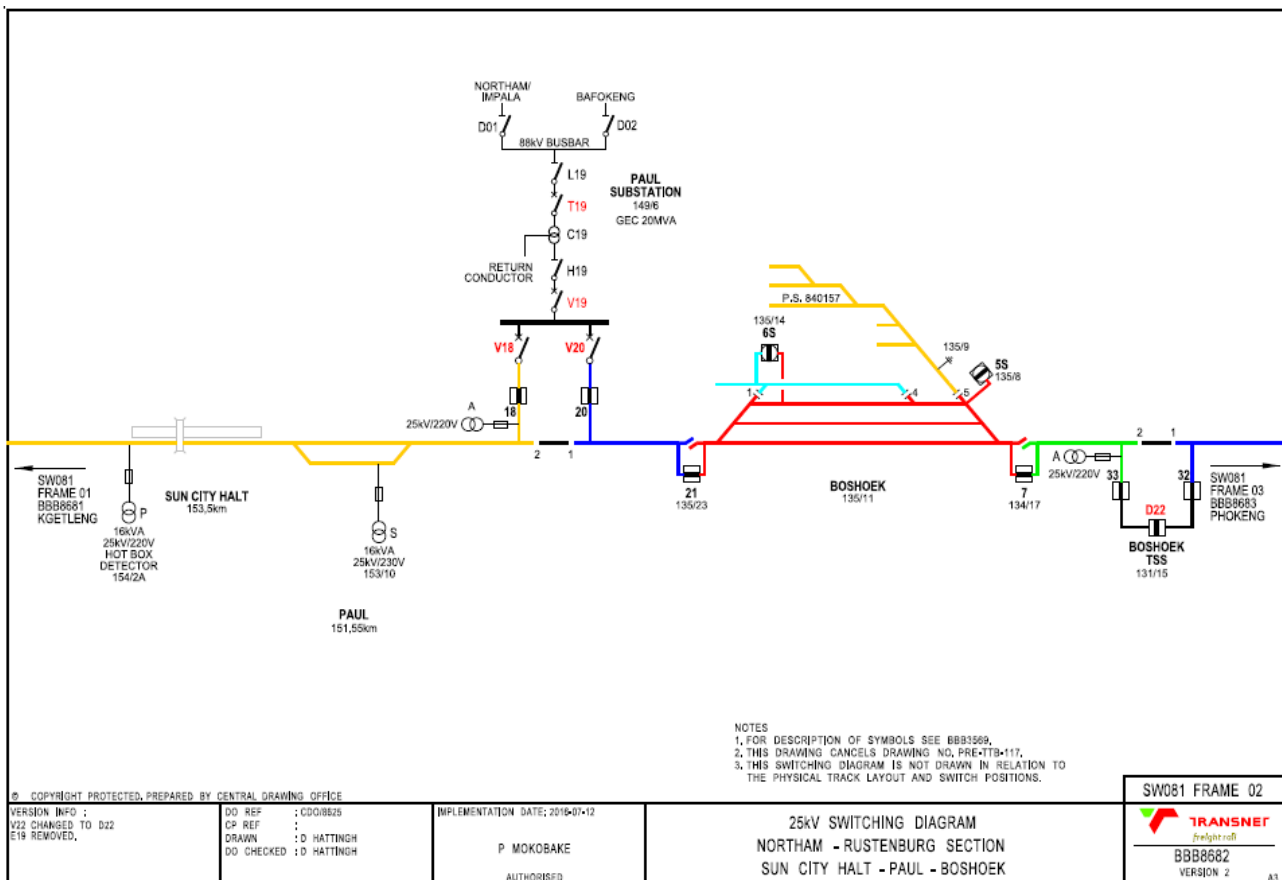 NORTHAM/
IMPALA
BAFOKENG
D01
D02
88kV BUSBAR
L19
PAUL
SUBSTATION
149/6
GEC 20MVA
T19
C19
RETURN
CONDUCTOR
H19
V19
V18
V20
18
20
A
25kV/220V
2
1
P.S. 840157
135/14
6S
135/9
5S
135/8
1
4
5
SW081
FRAME 01
BBB8681
KGETLENG
SUN CITY HALT
153,5km
P
16kVA
25kV/220V
HOT BOX
DETECTOR
154/2A
S
16kVA
25kV/230V
153/10
PAUL
151,55km
21
135/23
BOSHOEK
135/11
7
134/17
A
25kV/220V
2
1
33
32
D22
BOSHOEK
TSS
131/15
SW081
FRAME 03
BBB8683
PHOKENG
NOTES
1, FOR DESCRIPTION OF SYMBOLS SEE BBB3569,
2, THIS DRAWING CANCELS DRAWING NO, PRE-TTB-117,
3, THIS SWITCHING DIAGRAM IS NOT DRAWN IN RELATION TO
THE PHYSICAL TRACK LAYOUT AND SWITCH POSITIONS.
© COPYRIGHT PROTECTED, PREPARED BY CENTRAL DRAWING OFFICE
VERSION INFO :
V22 CHANGED TO D22
E19 REMOVED,
DO REF : CDO/8625
CP REF :
DRAWN : D HATTINGH
DO CHECKED : D HATTINGH
IMPLEMENTATION DATE: 2016-07-12
P MOKOBAKE
AUTHORISED
25kV SWITCHING DIAGRAM
NORTHAM - RUSTENBURG SECTION
SUN CITY HALT - PAUL - BOSHOEK
SW081 FRAME 02
TRANSNET
freight rail
BBB8682
VERSION 2
A3